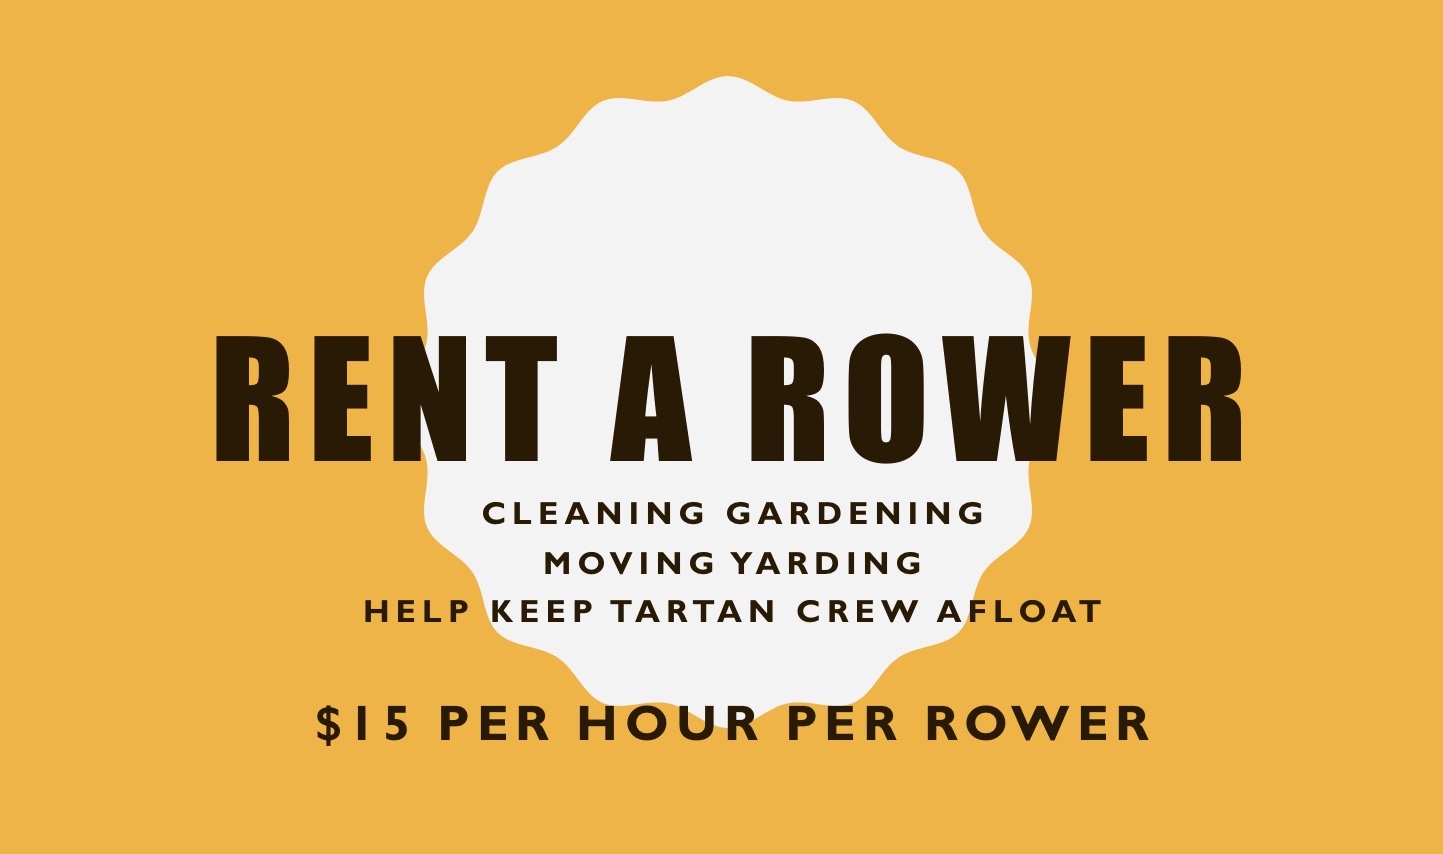 RENT A ROWER
CLEANING GARDENING
MOVING YARDING
HELP KEEP TARTAN CREW AFLOAT
$15 PER HOUR PER ROWER